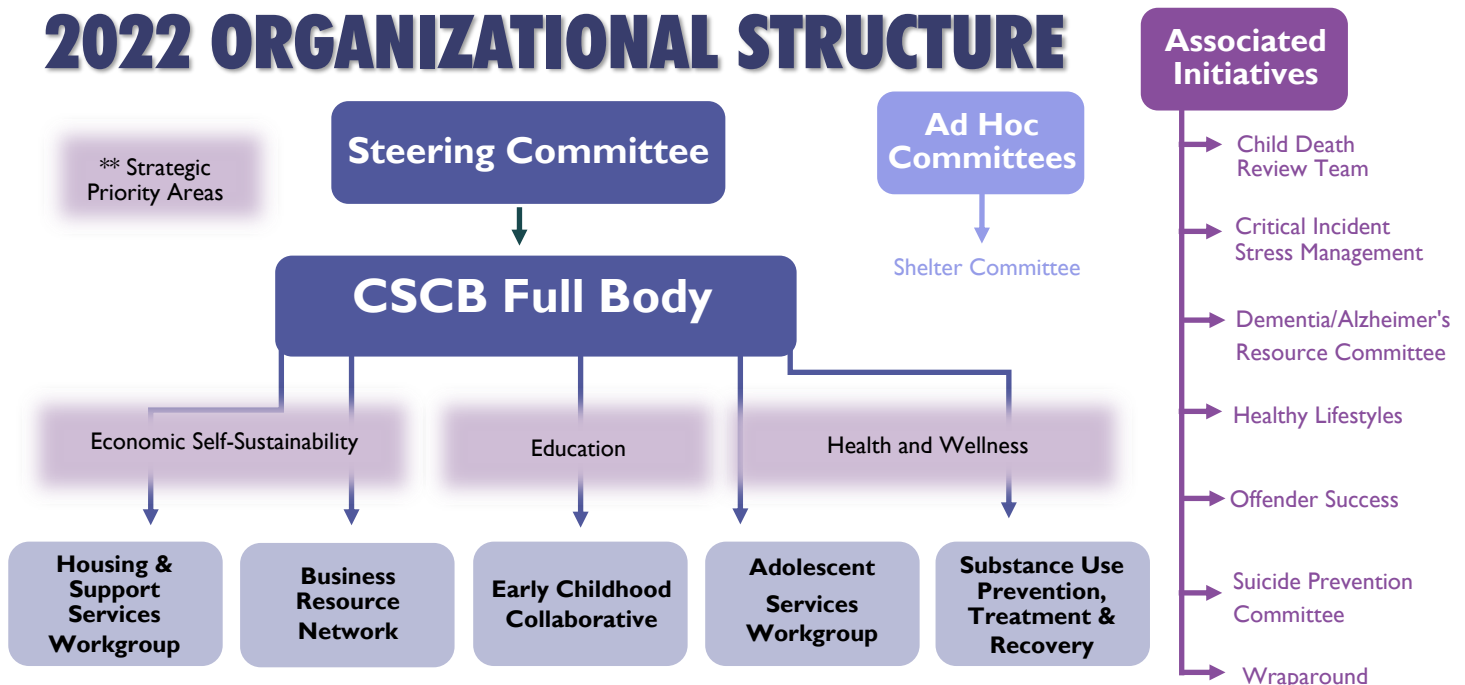 2022 ORGANIZATIONAL STRUCTURE
** Strategic
Priority Areas
Steering Committee
Ad Hoc
Committees
Shelter Committee
CSCB Full Body
Economic Self-Sustainability
Education
Health and Wellness
Housing &
Support
Services
Workgroup
Business
Resource
Network
Early Childhood
Collaborative
Adolescent
Services
Workgroup
Substance Use
Prevention,
Treatment &
Recovery
Associated
Initiatives
Child Death
Review Team
Critical Incident
Stress Management
Dementia/Alzheimer's
Resource Committee
Healthy Lifestyles
Offender Success
Suicide Prevention
Committee
Wraparound